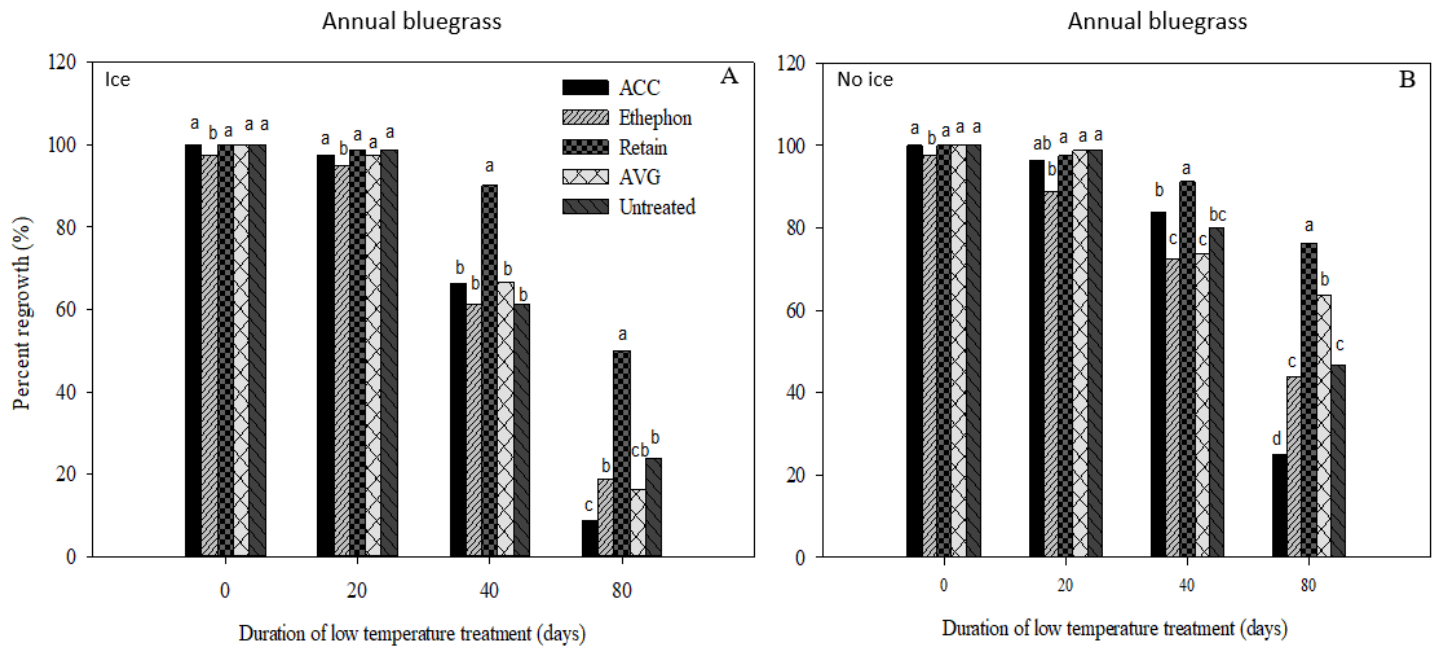 Annual bluegrass
Annual bluegrass
120
100
80
60
40
20
0
Percent regrowth (%)
Ice
A
ACC
Ethephon
Retain
AVG
Untreated
a b a a a
a b a a a
b b a b b
c b a cb b
0 20 40 80
Duration of low temperature treatment (days)
120
100
80
60
40
20
0
No ice
B
a b a a a
ab b a a a
b c a c bc
d c a b c
0 20 40 80
Duration of low temperature treatment (days)